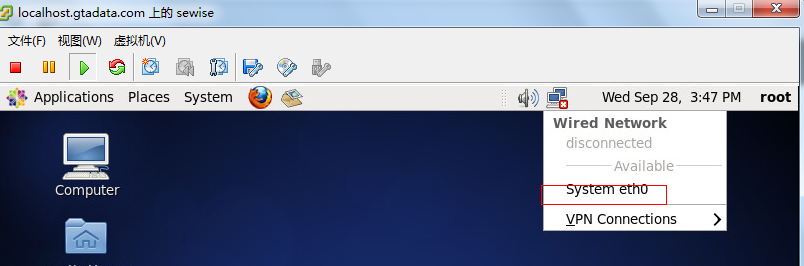 localhost.gtadata.com 上的 sewise
文件(F) 视图(W) 虚拟机(V)
Applications Places System Wed Sep 28, 3:47 PM root
Wired Network
disconnected
Available
System eth0
VPN Connections
Computer